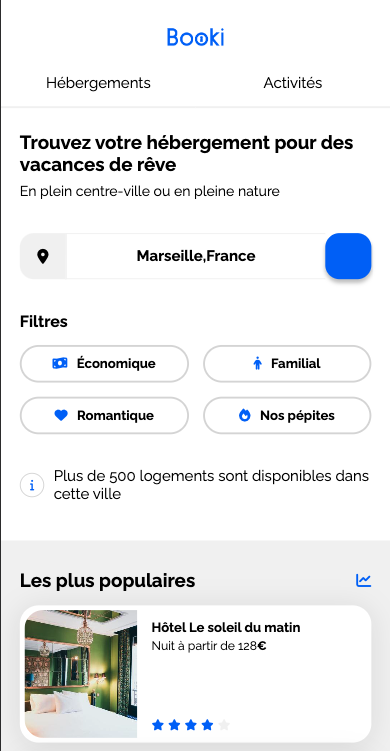 Booki
Hébergements
Activités
Trouvez votre hébergement pour des
vacances de rêve
En plein centre-ville ou en pleine nature
Marseille,France
Filtres
Économique
Familial
Romantique
Nos pépites
Plus de 500 logements sont disponibles dans
cette ville
Les plus populaires
Hôtel Le soleil du matin
Nuit à partir de 128€